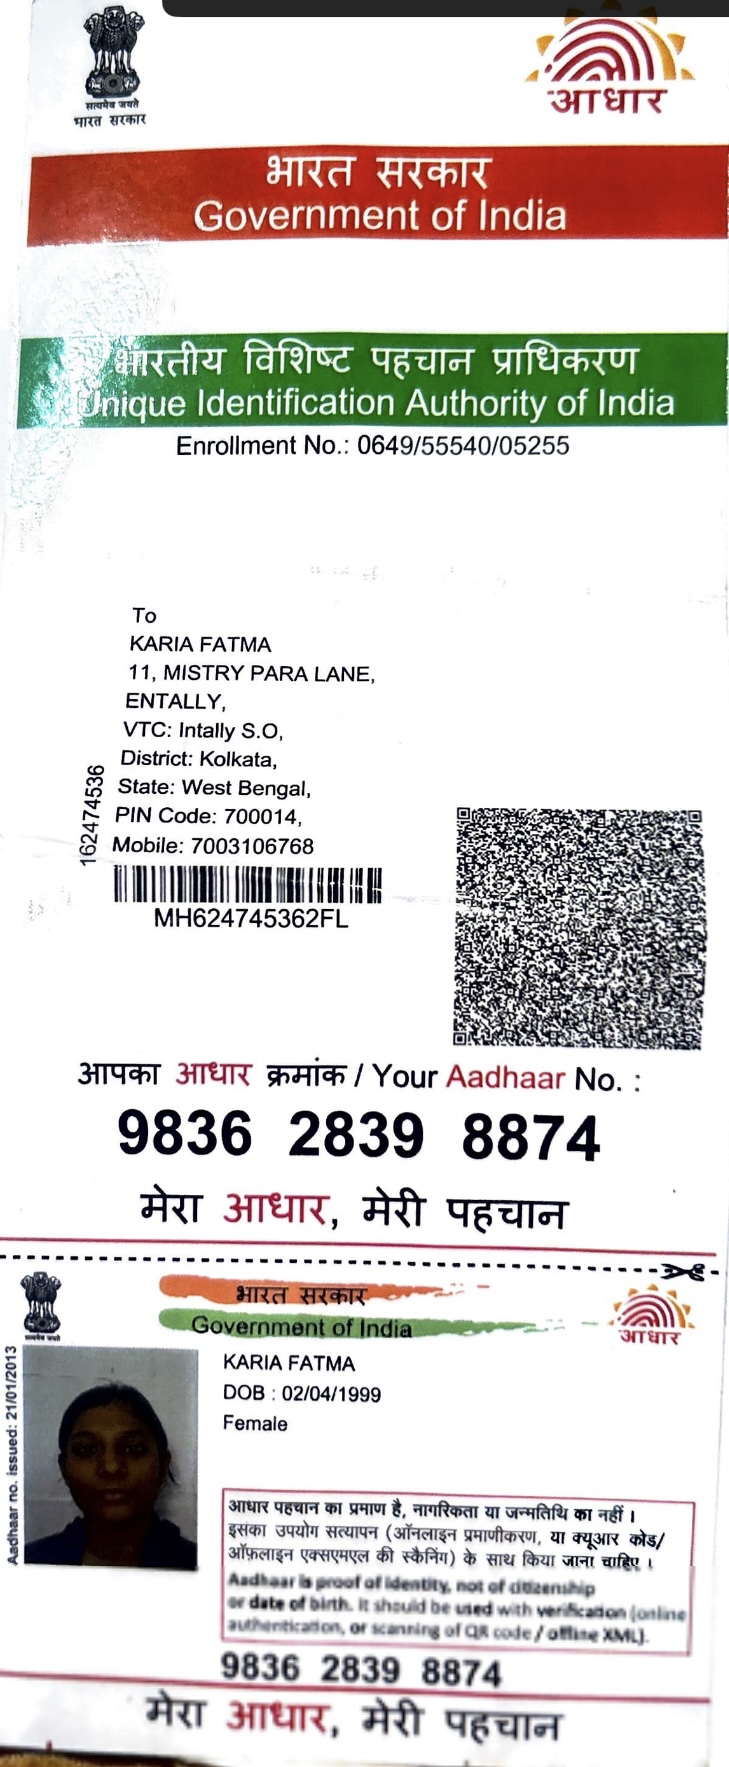 सत्यमेव जयते
भारत सरकार
आधार
भारत सरकार
Government of India
भारतीय विशिष्ट पहचान प्राधिकरण
Unique Identification Authority of India
Enrollment No.: 0649/55540/05255
To
KARIA FATMA
11, MISTRY PARA LANE,
ENTALLY,
VTC: Intally S.O,
District: Kolkata,
State: West Bengal,
PIN Code: 700014,
Mobile: 7003106768
162474536
MH624745362FL
आपका आधार क्रमांक / Your Aadhaar No. :
9836 2839 8874
मेरा आधार, मेरी पहचान
भारत सरकार
Government of India
सत्यमेव जयते
आधार
Aadhaar no. issued: 21/01/2013
KARIA FATMA
DOB : 02/04/1999
Female
आधार पहचान का प्रमाण है, नागरिकता या जन्मतिथि का नहीं ।
इसका उपयोग सत्यापन (ऑनलाइन प्रमाणीकरण, या क्यूआर कोड/
ऑफ़लाइन एक्सएमएल की स्कैनिंग) के साथ किया जाना चाहिए ।
Aadhaar is proof of identity, not of citizenship
or date of birth. It should be used with verification (online
authentication, or scanning of QR code / offline XML).
9836 2839 8874
मेरा आधार, मेरी पहचान